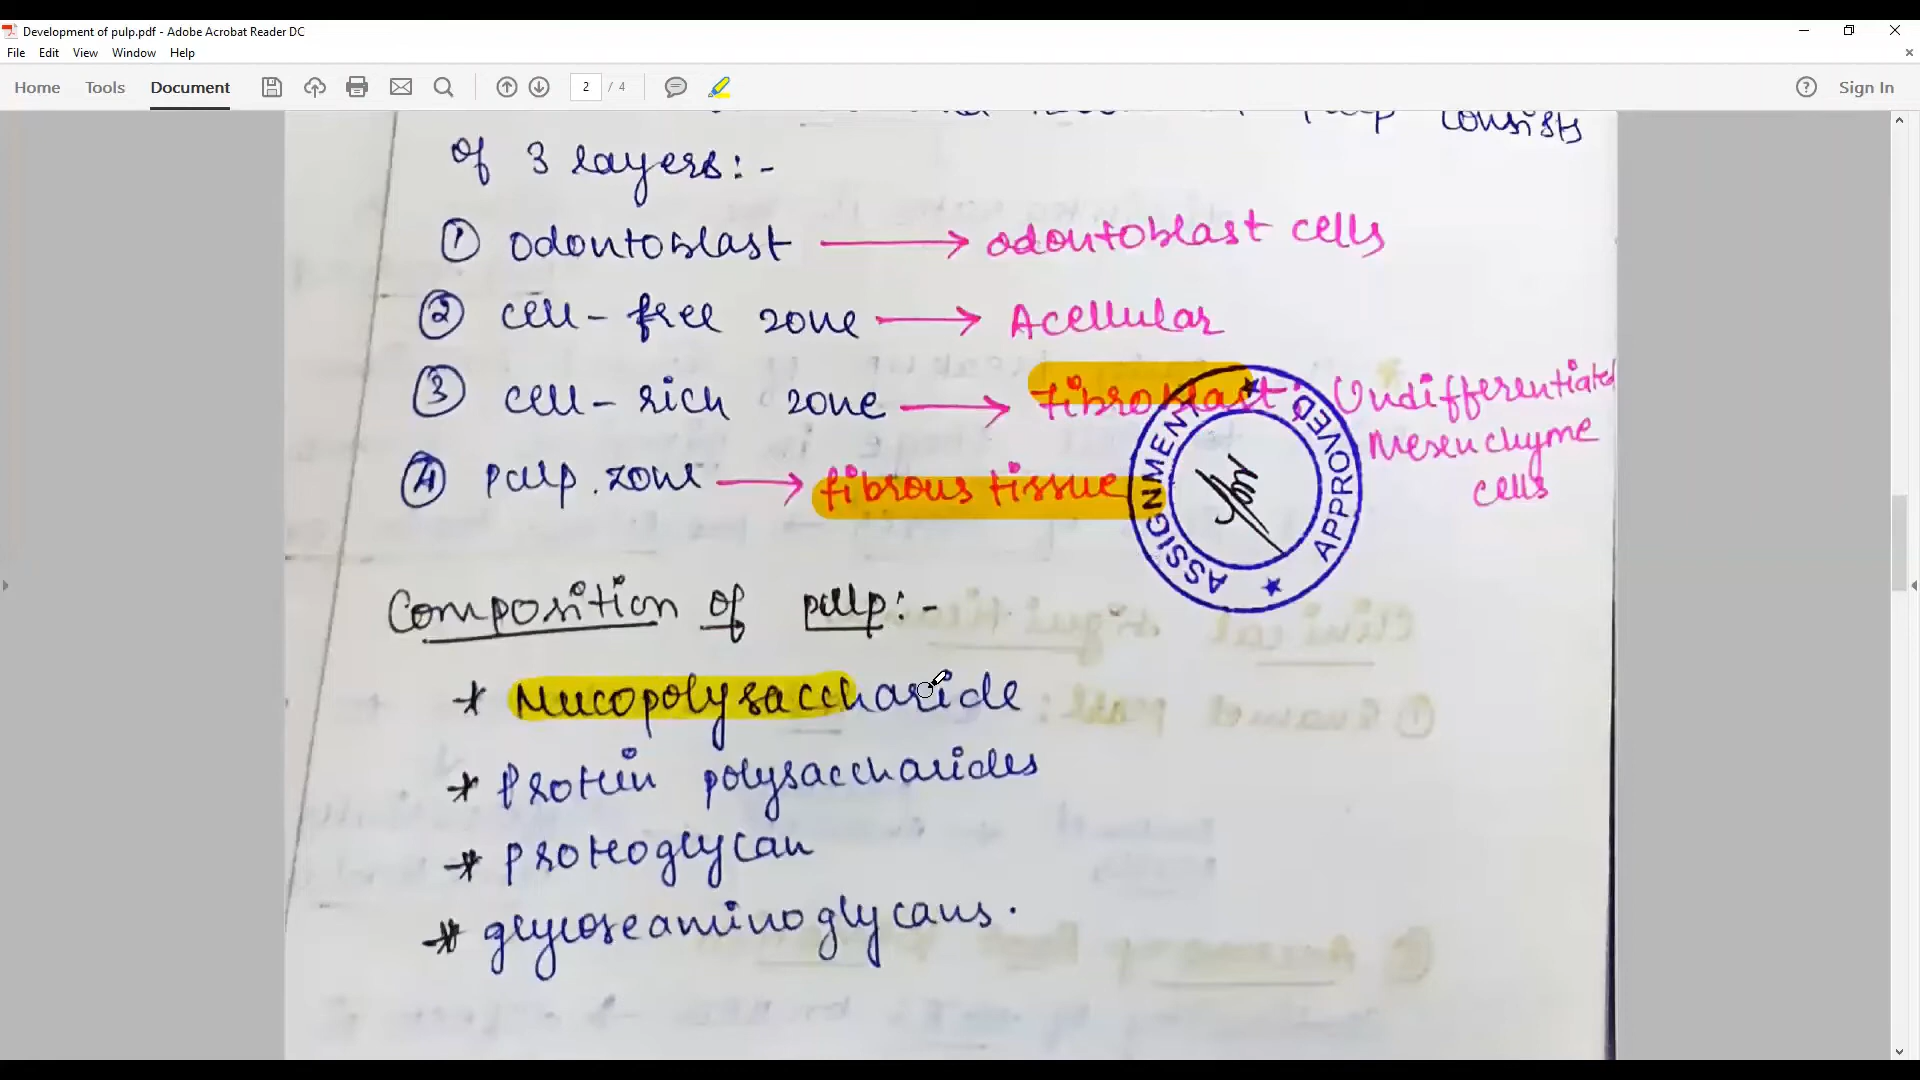 Development of pulp.pdf - Adobe Acrobat Reader DC
File Edit View Window Help
Home Tools Document 2 / 4 Sign In
pulp consists
of 3 layers:-
① odontoblast → odontoblast cells
② cell-free zone → Acellular
③ cell-rich zone → fibroblast, Undifferentiated
Mesenchyme
cells
④ pulp.zone → fibrous tissue
ASSIGNMENT ★ APPROVED ★
Composition of pulp:-
* Mucopolysaccharide
* Protein polysaccharides
* proteoglycan
* glycoseaminoglycans.